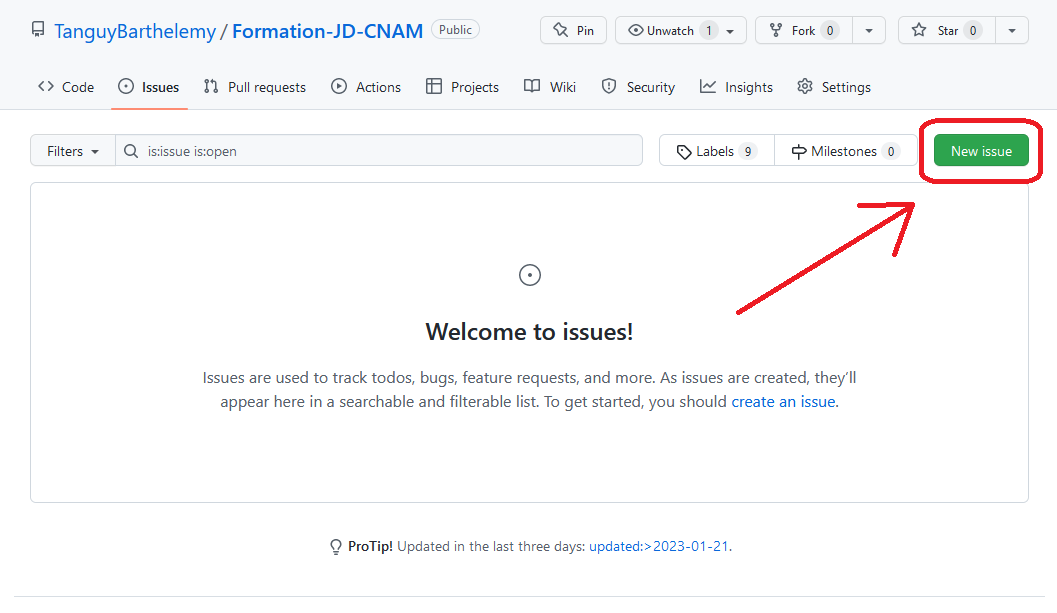 TanguyBarthelemy / Formation-JD-CNAM Public Pin Unwatch 1 Fork 0 Star 0
Code Issues Pull requests Actions Projects Wiki Security Insights Settings
Filters is:issue is:open Labels 9 Milestones 0 New issue
Welcome to issues!
Issues are used to track todos, bugs, feature requests, and more. As issues are created, they’ll
appear here in a searchable and filterable list. To get started, you should create an issue.
ProTip! Updated in the last three days: updated:>2023-01-21.